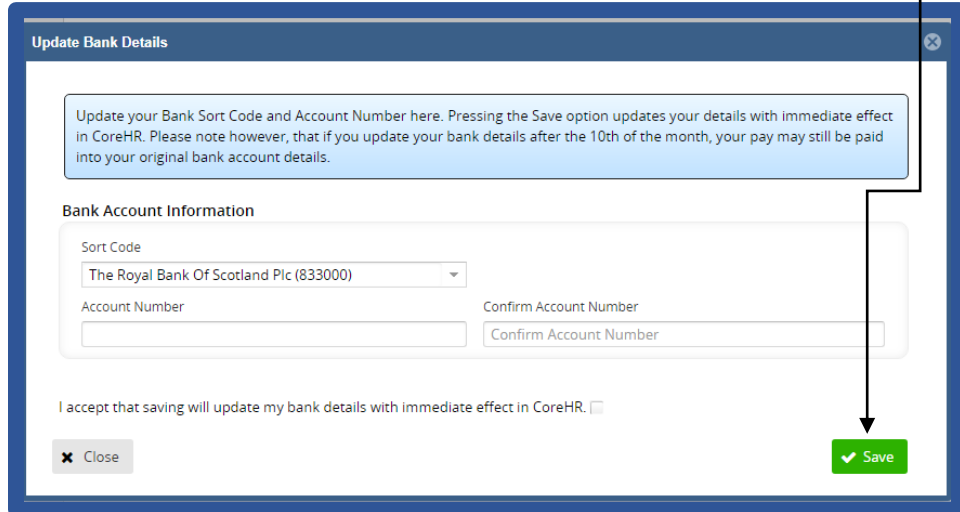 Update Bank Details
Update your Bank Sort Code and Account Number here. Pressing the Save option updates your details with immediate effect
in CoreHR. Please note however, that if you update your bank details after the 10th of the month, your pay may still be paid
into your original bank account details.
Bank Account Information
Sort Code
The Royal Bank Of Scotland Plc (833000)
Account Number
Confirm Account Number
Confirm Account Number
I accept that saving will update my bank details with immediate effect in CoreHR.
Close
Save